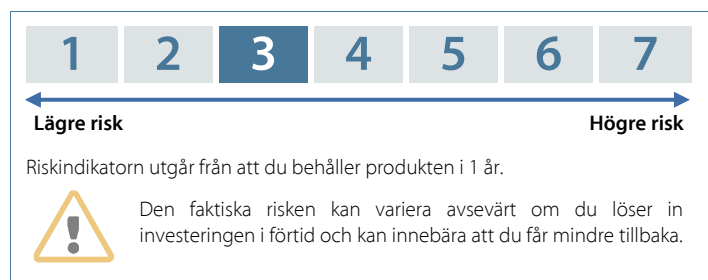 1 2 3 4 5 6 7
Lägre risk Högre risk
Riskindikatorn utgår från att du behåller produkten i 1 år.
Den faktiska risken kan variera avsevärt om du löser in
investeringen i förtid och kan innebära att du får mindre tillbaka.